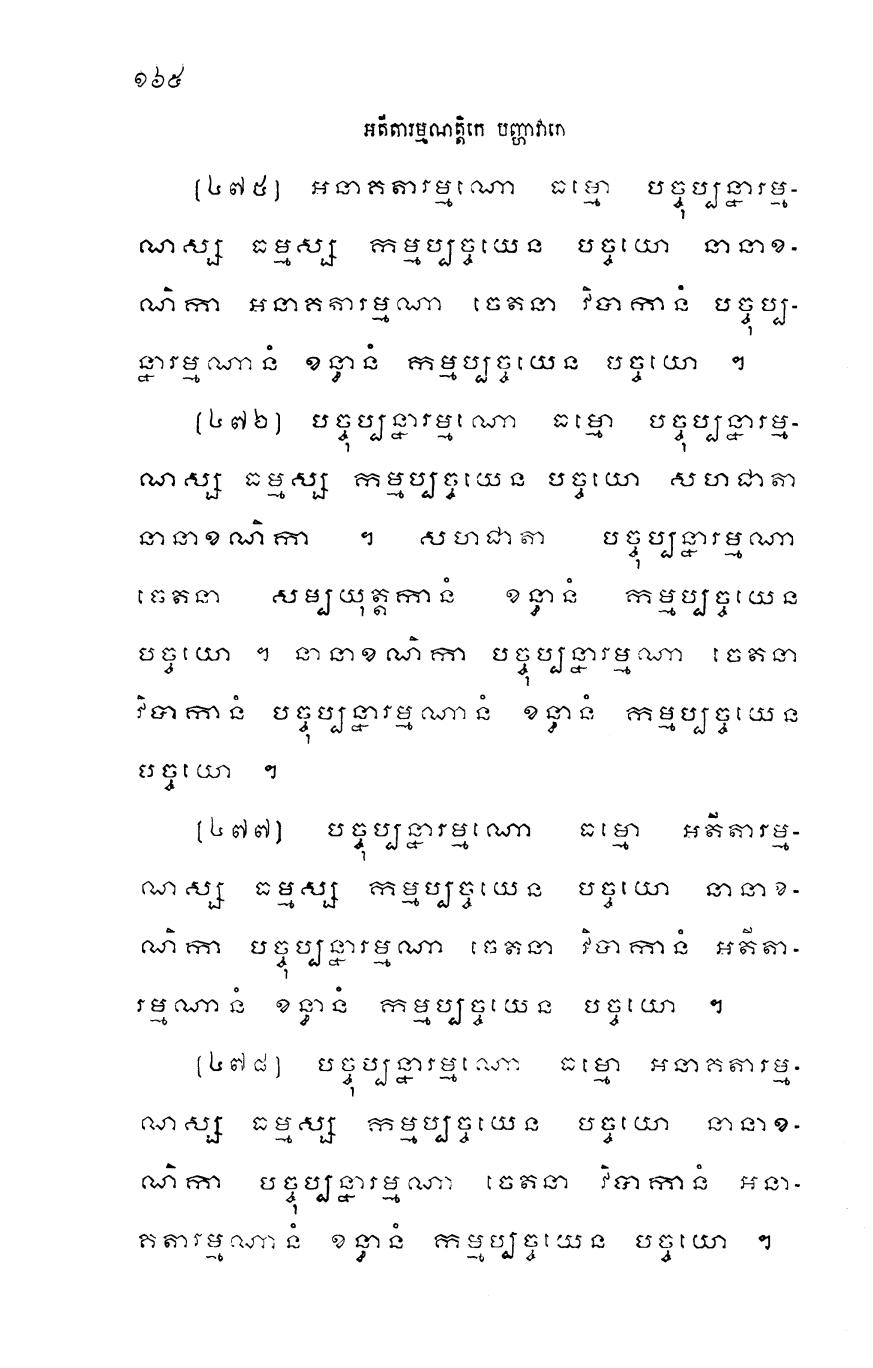 ១៦៥
អតីតារម្មណត្តិកេ បញ្ហាវារោ
[៤៧៥] អនាគតារម្មណោ ធម្មោ បច្ចុប្បន្នារម្ម-
ណស្ស ធម្មស្ស កម្មប្បច្ចយេន បច្ចយោ នានាខ-
ណិកា អនាគតារម្មណា ចេតនា វិបាកានំ បច្ចុប្ប-
ន្នារម្មណានំ ខន្ធានំ កម្មប្បច្ចយេន បច្ចយោ ។
[៤៧៦] បច្ចុប្បន្នារម្មណោ ធម្មោ បច្ចុប្បន្នារម្ម-
ណស្ស ធម្មស្ស កម្មប្បច្ចយេន បច្ចយោ សហជាតា
នានាខណិកា ។ សហជាតា បច្ចុប្បន្នារម្មណា
ចេតនា សម្បយុត្តកានំ ខន្ធានំ កម្មប្បច្ចយេន
បច្ចយោ ។ នានាខណិកា បច្ចុប្បន្នារម្មណា ចេតនា
វិបាកានំ បច្ចុប្បន្នារម្មណានំ ខន្ធានំ កម្មប្បច្ចយេន
បច្ចយោ ។
[៤៧៧] បច្ចុប្បន្នារម្មណោ ធម្មោ អតីតារម្ម-
ណស្ស ធម្មស្ស កម្មប្បច្ចយេន បច្ចយោ នានាខ-
ណិកា បច្ចុប្បន្នារម្មណា ចេតនា វិបាកានំ អតីតា-
រម្មណានំ ខន្ធានំ កម្មប្បច្ចយេន បច្ចយោ ។
[៤៧៨] បច្ចុប្បន្នារម្មណោ ធម្មោ អនាគតារម្ម-
ណស្ស ធម្មស្ស កម្មប្បច្ចយេន បច្ចយោ នានាខ-
ណិកា បច្ចុប្បន្នារម្មណា ចេតនា វិបាកានំ អនា-
គតារម្មណានំ ខន្ធានំ កម្មប្បច្ចយេន បច្ចយោ ។